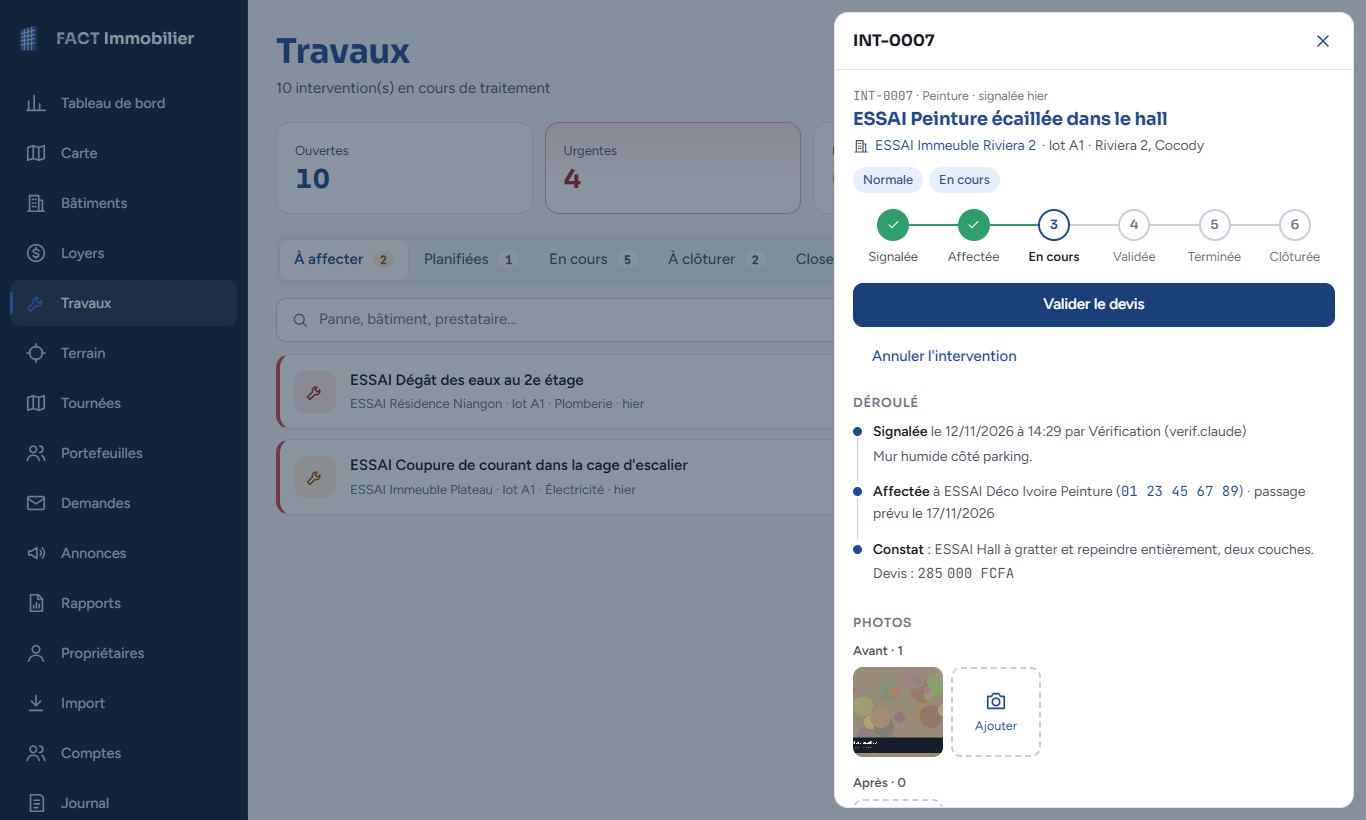 FACT Immobilier
Tableau de bord
Carte
Bâtiments
Loyers
Travaux
Terrain
Tournées
Portefeuilles
Demandes
Annonces
Rapports
Propriétaires
Import
Comptes
Journal
Travaux
10 intervention(s) en cours de traitement
Ouvertes
10
Urgentes
4
À affecter 2
Planifiées 1
En cours 5
À clôturer 2
Close
Panne, bâtiment, prestataire...
ESSAI Dégât des eaux au 2e étage
ESSAI Résidence Niangon · lot A1 · Plomberie · hier
ESSAI Coupure de courant dans la cage d'escalier
ESSAI Immeuble Plateau · lot A1 · Électricité · hier
INT-0007
INT-0007 · Peinture · signalée hier
ESSAI Peinture écaillée dans le hall
ESSAI Immeuble Riviera 2 · lot A1 · Riviera 2, Cocody
Normale En cours
3 4 5 6
Signalée Affectée En cours Validée Terminée Clôturée
Valider le devis
Annuler l'intervention
DÉROULÉ
Signalée le 12/11/2026 à 14:29 par Vérification (verif.claude)
Mur humide côté parking.
Affectée à ESSAI Déco Ivoire Peinture (01 23 45 67 89) · passage
prévu le 17/11/2026
Constat : ESSAI Hall à gratter et repeindre entièrement, deux couches.
Devis : 285 000 FCFA
PHOTOS
Avant · 1
Ajouter
Après · 0